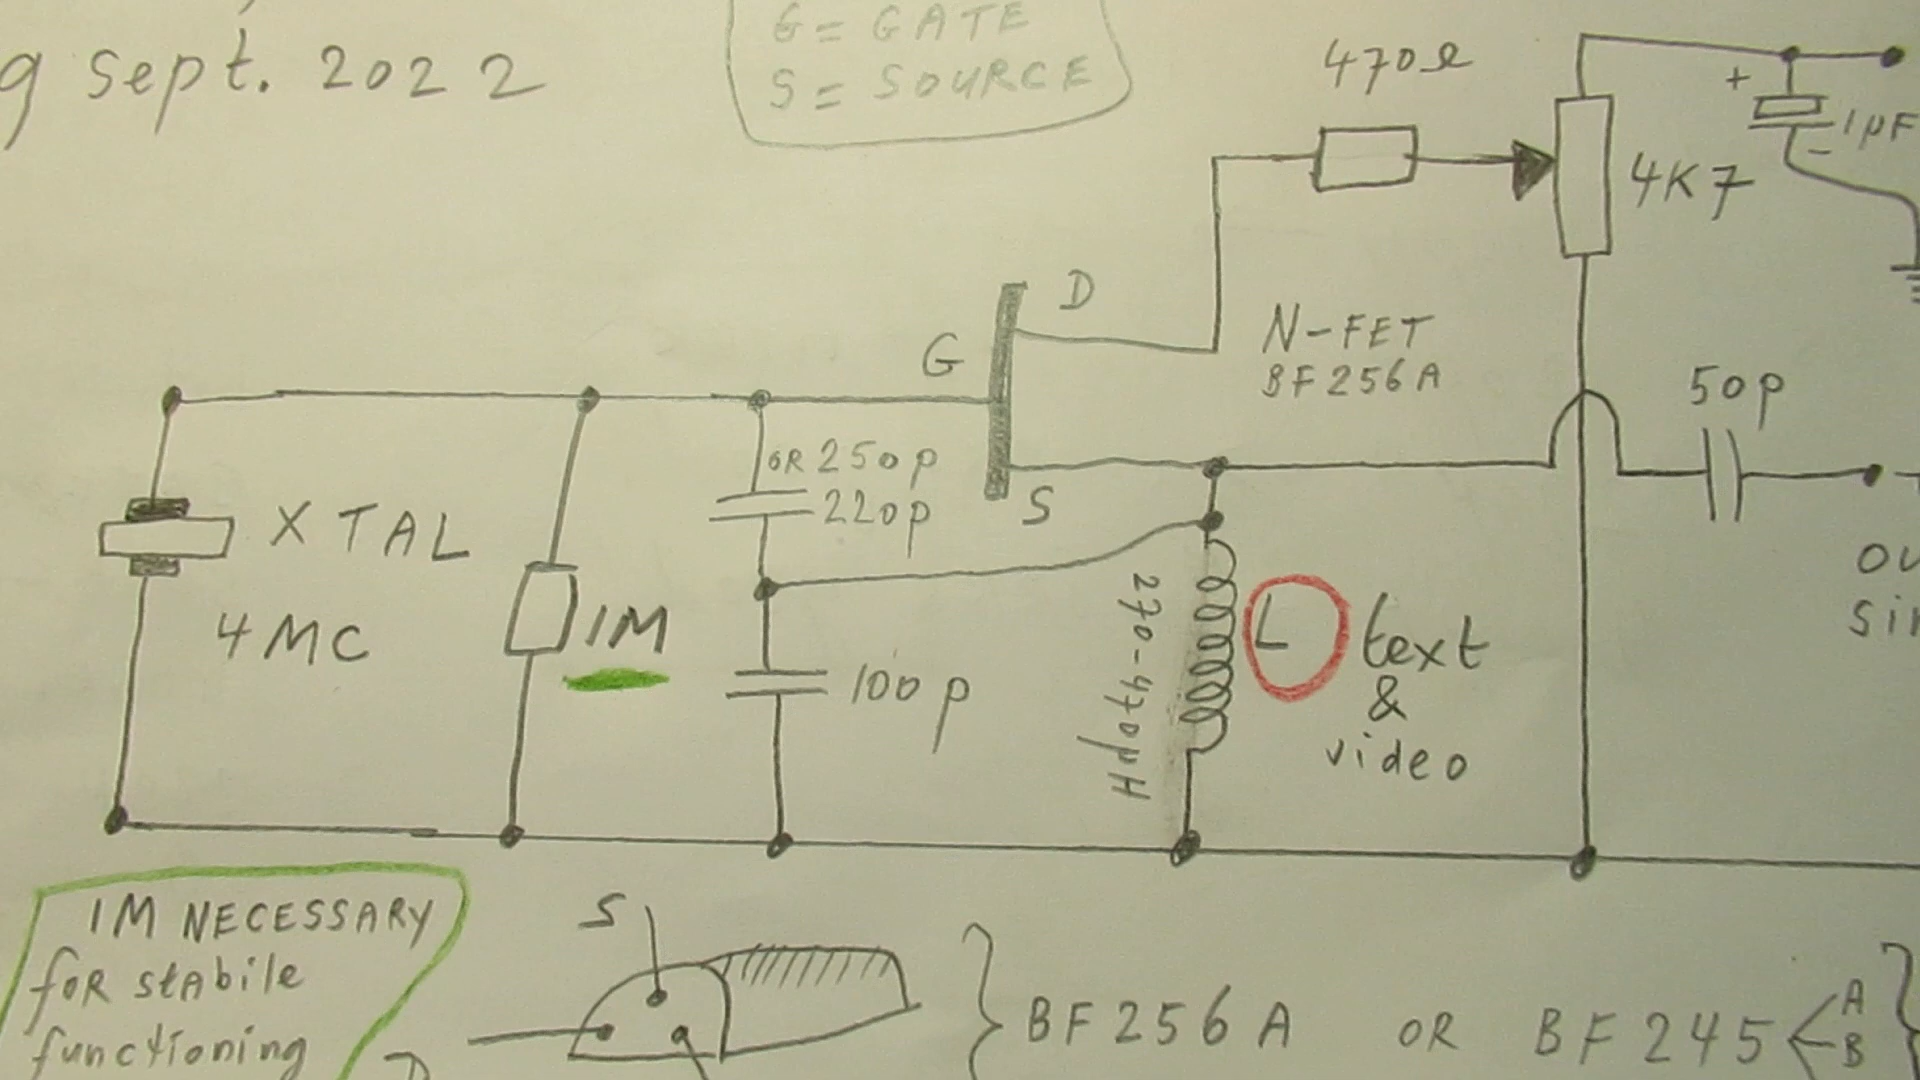 9 Sept. 2022
G = GATE
S = SOURCE
470Ω
+
1µF
-
4K7
D
G
N-FET
BF256A
S
50p
OR 250p
220p
XTAL
4MC
1M
100p
270-470µH
L
text
&
video
1M NECESSARY
FOR stabile
functioning
S
D
BF256A OR BF245
A
B